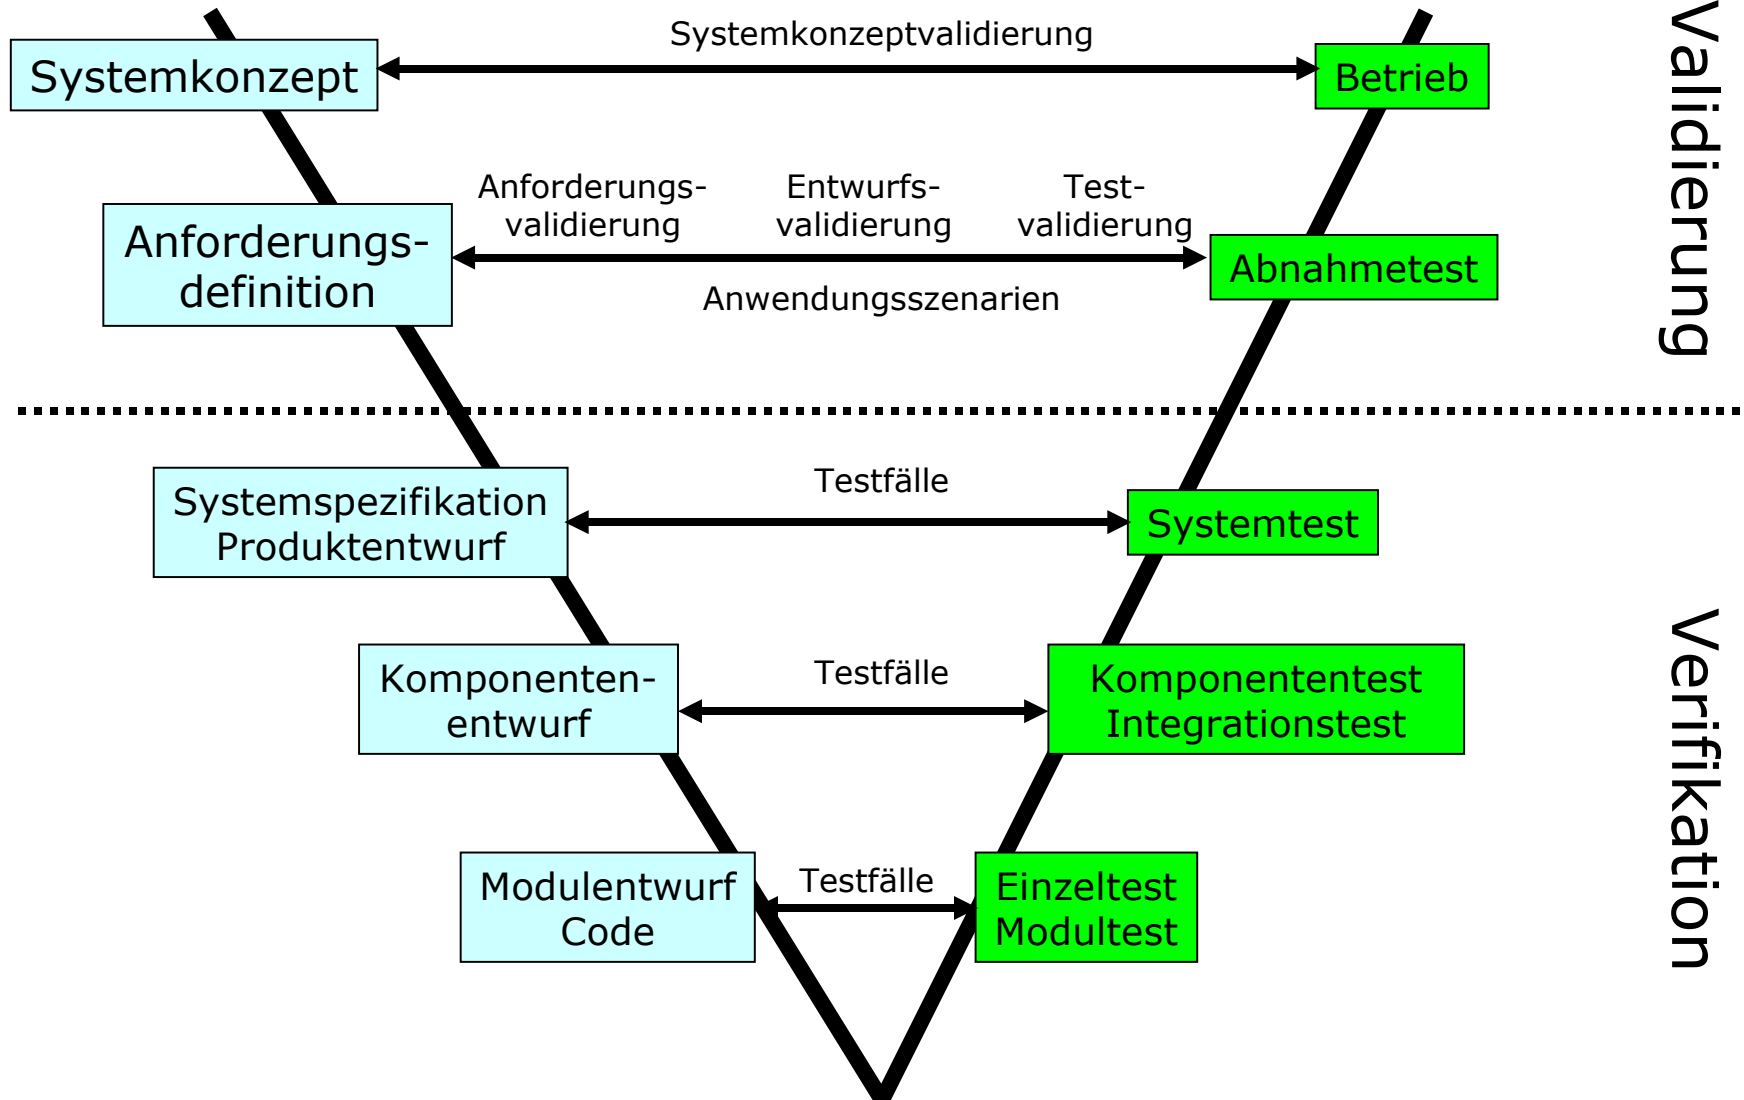 Systemkonzept
Systemkonzeptvalidierung
Betrieb
Validierung
Anforderungs-
definition
Anforderungs-
validierung
Entwurfs-
validierung
Test-
validierung
Anwendungsszenarien
Abnahmetest
Systemspezifikation
Produktentwurf
Testfälle
Systemtest
Verifikation
Komponenten-
entwurf
Testfälle
Komponententest
Integrationstest
Modulentwurf
Code
Testfälle
Einzeltest
Modultest